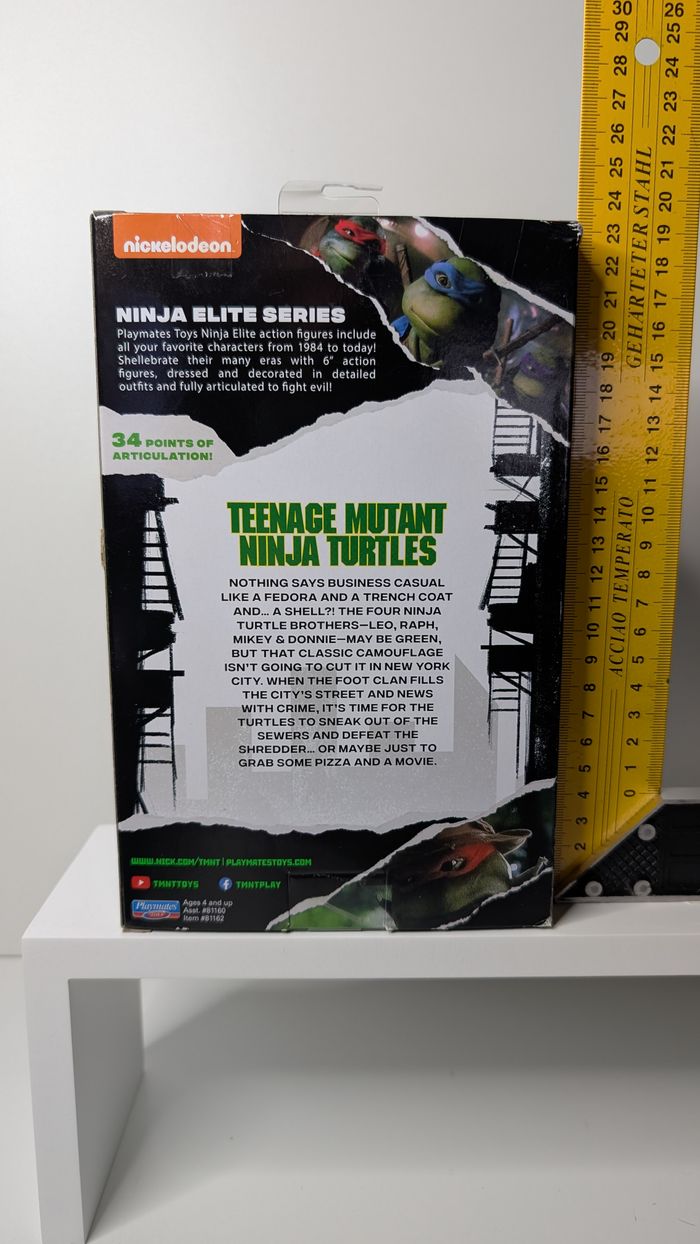 nickelodeon
NINJA ELITE SERIES
Playmates Toys Ninja Elite action figures include
all your favorite characters from 1984 to today!
Shellebrate their many eras with 6" action
figures, dressed and decorated in detailed
outfits and fully articulated to fight evil!
34 POINTS OF
ARTICULATION!
TEENAGE MUTANT
NINJA TURTLES
NOTHING SAYS BUSINESS CASUAL
LIKE A FEDORA AND A TRENCH COAT
AND... A SHELL?! THE FOUR NINJA
TURTLE BROTHERS—LEO, RAPH,
MIKEY & DONNIE—MAY BE GREEN,
BUT THAT CLASSIC CAMOUFLAGE
ISN'T GOING TO CUT IT IN NEW YORK
CITY. WHEN THE FOOT CLAN FILLS
THE CITY'S STREET AND NEWS
WITH CRIME, IT'S TIME FOR THE
TURTLES TO SNEAK OUT OF THE
SEWERS AND DEFEAT THE
SHREDDER... OR MAYBE JUST TO
GRAB SOME PIZZA AND A MOVIE.
WWW.NICK.COM/TMNT | PLAYMATESTOYS.COM
TMNTTOYS TMNTPLAY
Playmates
Ages 4 and up
Asst. #81160
Item #81162
30 29 28 27 26 25 24 23 22 21 20 19 18 17 16 15 14 13 12 11 10 9 8 7 6 5 4 3 2
26 25 24 23 22 21 20 19 18 17 16 15 14 13 12 11 10 9 8 7 6 5 4 3 2 1 0
GEHÄRTETER STAHL
ACCIAO TEMPERATO